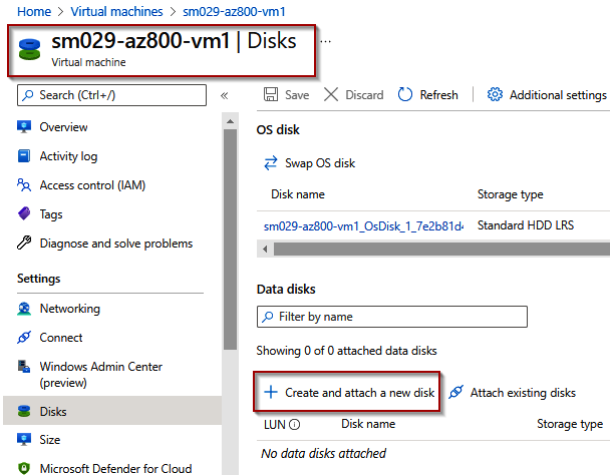 Home > Virtual machines > sm029-az800-vm1
sm029-az800-vm1 | Disks ...
Virtual machine
Search (Ctrl+/)
«
Save Discard Refresh Additional settings
Overview
Activity log
Access control (IAM)
Tags
Diagnose and solve problems
Settings
Networking
Connect
Windows Admin Center
(preview)
Disks
Size
Microsoft Defender for Cloud
OS disk
Swap OS disk
Disk name Storage type
sm029-az800-vm1_OsDisk_1_7e2b81d Standard HDD LRS
Data disks
Filter by name
Showing 0 of 0 attached data disks
+ Create and attach a new disk Attach existing disks
LUN Disk name Storage type
No data disks attached